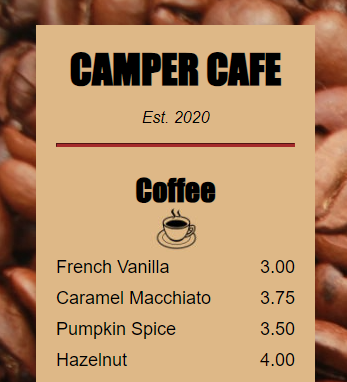 CAMPER CAFE
Est. 2020
Coffee
French Vanilla 3.00
Caramel Macchiato 3.75
Pumpkin Spice 3.50
Hazelnut 4.00